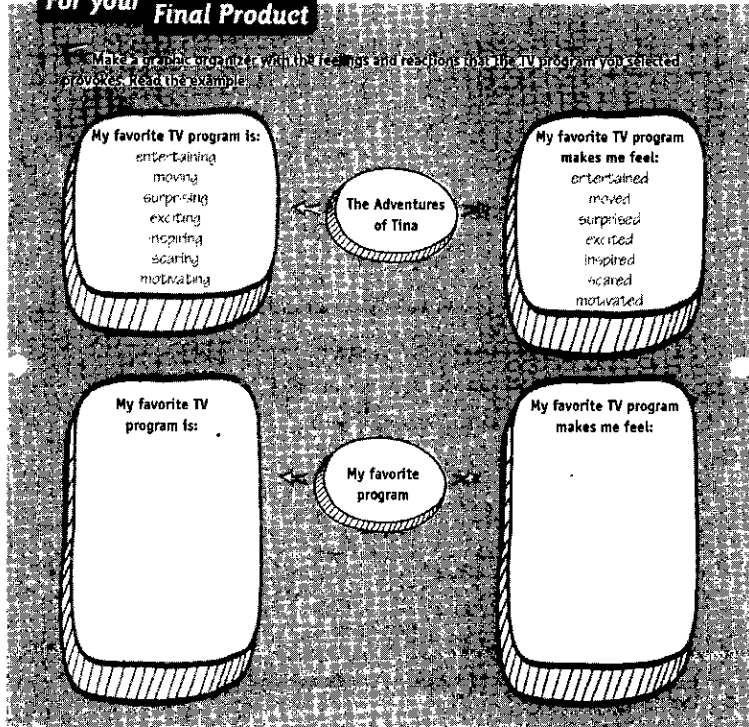 For your Final Product
Make a graphic organizer with the feelings and reactions that the TV program you selected
provokes. Read the example.
My favorite TV program is:
entertaining
moving
surprising
exciting
inspiring
scaring
motivating
The Adventures
of Tina
My favorite TV program
makes me feel:
entertained
moved
surprised
excited
inspired
scared
motivated
My favorite TV
program is:
My favorite
program
My favorite TV program
makes me feel: